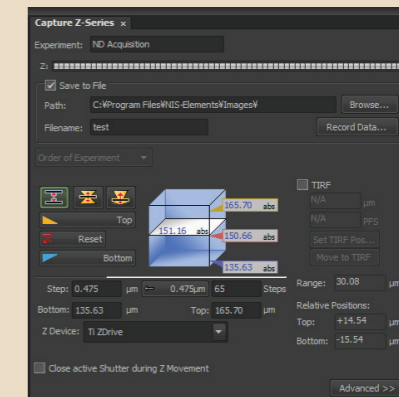 Capture Z-Series ×
Experiment: ND Acquisition
Z:
Save to File
Path: C:¥Program Files¥NIS-Elements¥Images¥ Browse...
Filename: test Record Data...
Order of Experiment
TIRF
N/A μm
165.70 abs
Top N/A PFS
151.16 abs
Reset 150.66 abs Set TIRF Pos...
Bottom Move to TIRF
135.63 abs
Step: 0.475 μm 0.475μm 65 Steps Range: 30.08 μm
Bottom: 135.63 μm Top: 165.70 μm Relative Positions:
Top: +14.54 μm
Z Device: Ti ZDrive
Bottom: -15.54 μm
Close active Shutter during Z Movement
Advanced >>